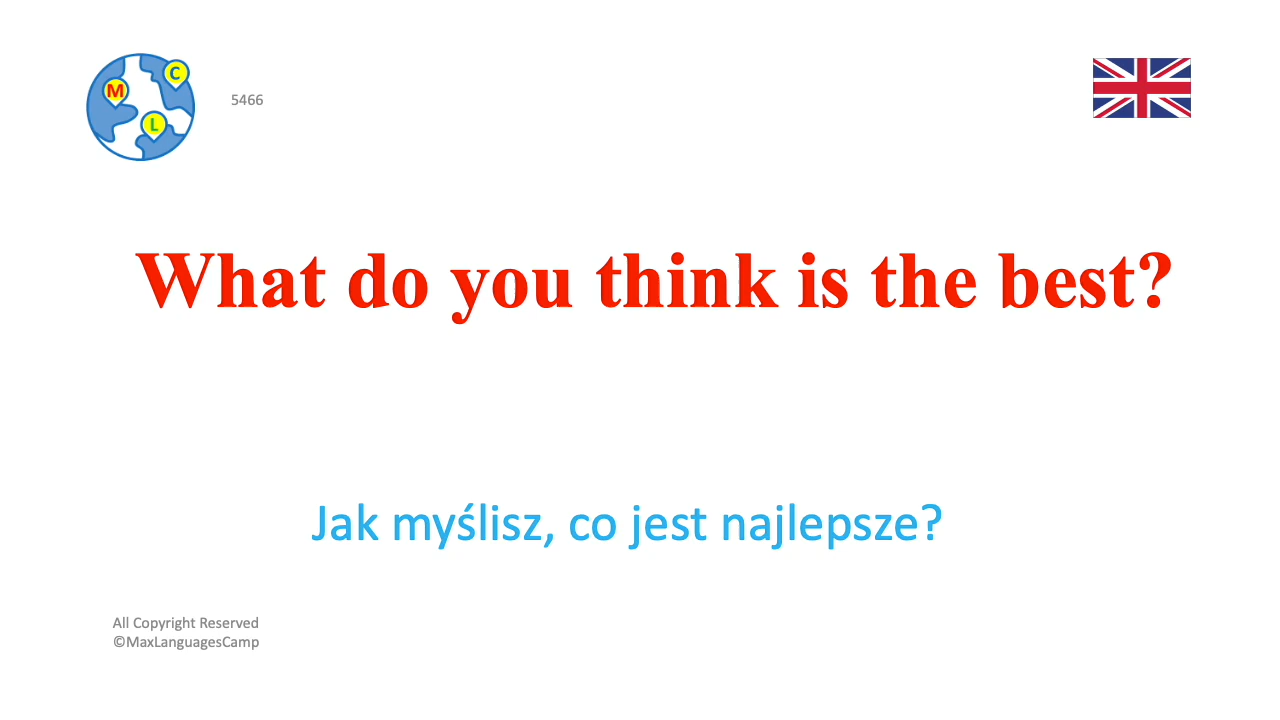 M
C
L
5466
What do you think is the best?
Jak myślisz, co jest najlepsze?
All Copyright Reserved
©MaxLanguagesCamp